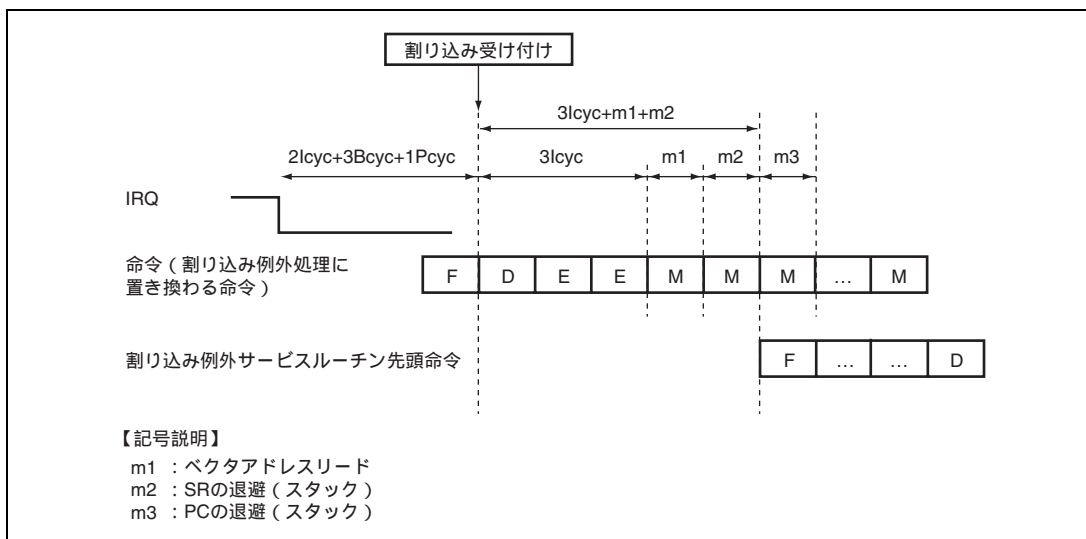 割り込み受け付け
3Icyc+m1+m2
2Icyc+3Bcyc+1Pcyc 3Icyc m1 m2 m3
IRQ
命令(割り込み例外処理に
置き換わる命令)
F D E E M M M … M
割り込み例外サービスルーチン先頭命令
F … … D
【記号説明】
m1 :ベクタアドレスリード
m2 :SRの退避(スタック)
m3 :PCの退避(スタック)